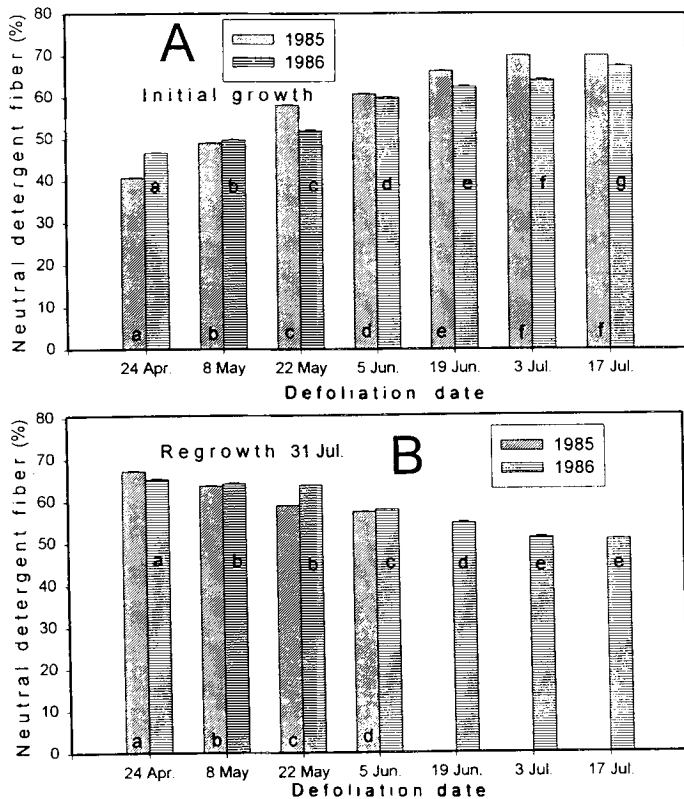 A
1985
1986
Initial growth
Neutral detergent fiber (%)
80
70
60
50
40
30
20
10
0
a b c d e f g
a b c d e f f
24 Apr. 8 May 22 May 5 Jun. 19 Jun. 3 Jul. 17 Jul.
Defoliation date
B
Regrowth 31 Jul.
1985
1986
Neutral detergent fiber (%)
80
70
60
50
40
30
20
10
0
a b b c d e e
a b c d
24 Apr. 8 May 22 May 5 Jun. 19 Jun. 3 Jul. 17 Jul.
Defoliation date